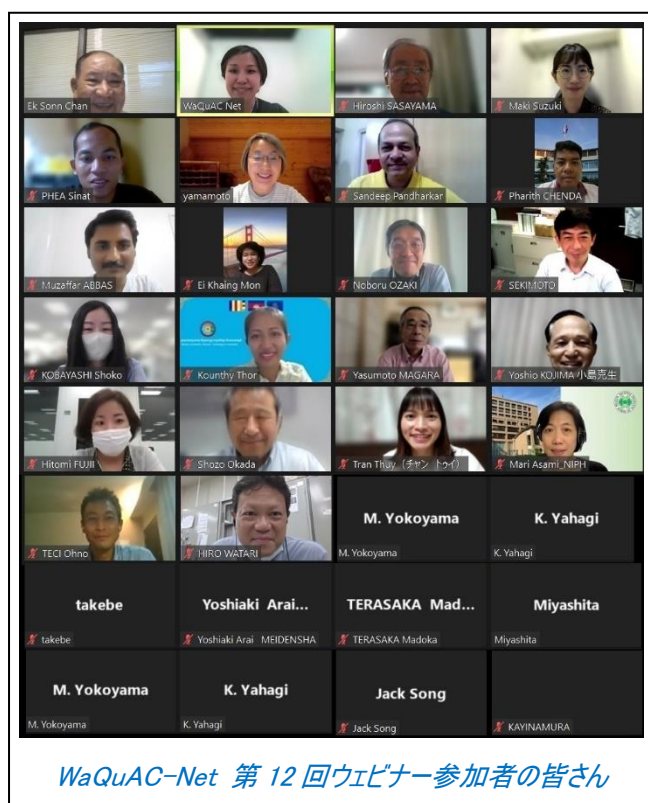 Ek Sonn Chan
WaQuAC Net
Hiroshi SASAYAMA
Maki Suzuki
PHEA Sinat
yamamoto
Sandeep Pandharkar
Pharith CHENDA
Muzaffar ABBAS
Ei Khaing Mon
Noboru OZAKI
SEKIMOTO
KOBAYASHI Shoko
Kounthy Thor
Yasumoto MAGARA
Yoshio KOJIMA 小島克生
Hitomi FUJII
Shozo Okada
Tran Thuy (チャン トゥイ)
Mari Asami_NIPH
TECI Ohno
HIRO WATARI
M. Yokoyama
M. Yokoyama
K. Yahagi
K. Yahagi
takebe
takebe
Yoshiaki Arai...
Yoshiaki Arai MEIDENSHA
TERASAKA Mad...
TERASAKA Madoka
Miyashita
Miyashita
M. Yokoyama
M. Yokoyama
K. Yahagi
K. Yahagi
Jack Song
Jack Song
KAYINAMURA
WaQuAC-Net 第 12 回ウェビナー参加者の皆さん